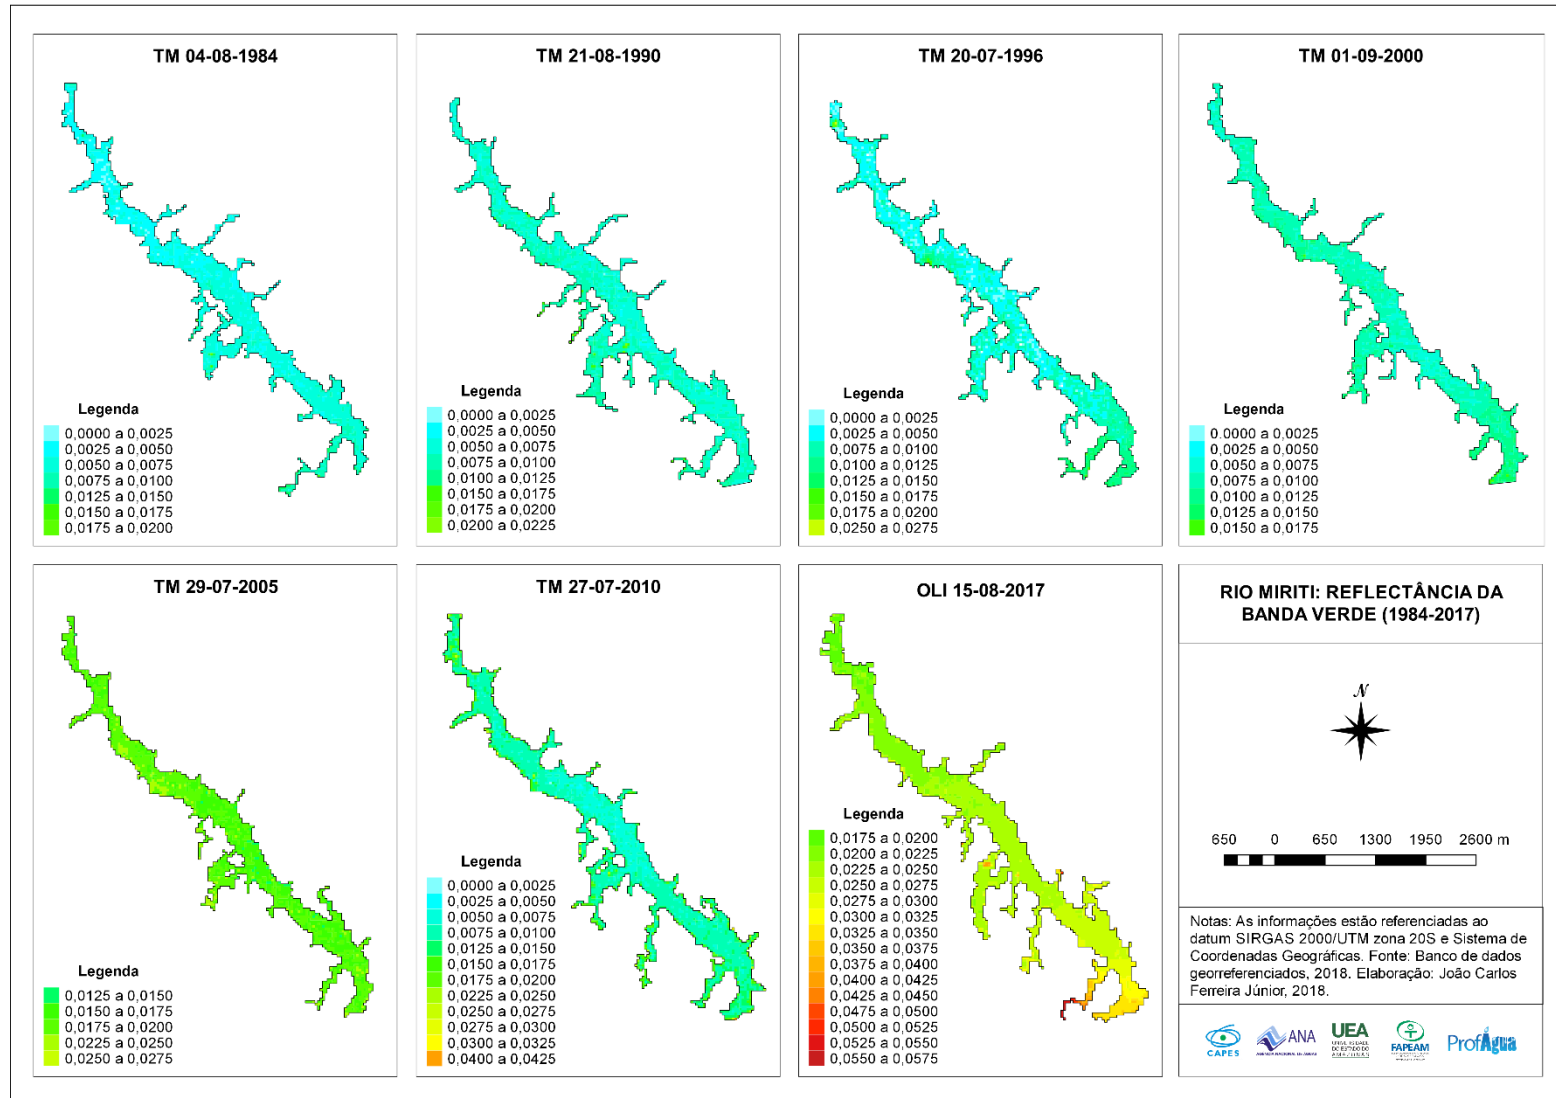 TM 04-08-1984
Legenda
0,0000 a 0,0025
0,0025 a 0,0050
0,0050 a 0,0075
0,0075 a 0,0100
0,0125 a 0,0150
0,0150 a 0,0175
0,0175 a 0,0200
TM 21-08-1990
Legenda
0,0000 a 0,0025
0,0025 a 0,0050
0,0050 a 0,0075
0,0075 a 0,0100
0,0100 a 0,0125
0,0150 a 0,0175
0,0175 a 0,0200
0,0200 a 0,0225
TM 20-07-1996
Legenda
0,0000 a 0,0025
0,0025 a 0,0050
0,0075 a 0,0100
0,0100 a 0,0125
0,0125 a 0,0150
0,0150 a 0,0175
0,0175 a 0,0200
0,0250 a 0,0275
TM 01-09-2000
Legenda
0.0000 a 0,0025
0,0025 a 0,0050
0,0050 a 0,0075
0,0075 a 0,0100
0,0100 a 0,0125
0,0125 a 0,0150
0,0150 a 0,0175
TM 29-07-2005
Legenda
0,0125 a 0,0150
0,0150 a 0,0175
0,0175 a 0,0200
0,0225 a 0,0250
0,0250 a 0,0275
TM 27-07-2010
Legenda
0,0000 a 0,0025
0,0025 a 0,0050
0,0050 a 0,0075
0,0075 a 0,0100
0,0125 a 0,0150
0,0150 a 0,0175
0,0175 a 0,0200
0,0225 a 0,0250
0,0250 a 0,0275
0,0275 a 0,0300
0,0300 a 0,0325
0,0400 a 0,0425
OLI 15-08-2017
Legenda
0,0175 a 0,0200
0,0200 a 0,0225
0,0225 a 0,0250
0,0250 a 0,0275
0,0275 a 0,0300
0,0300 a 0,0325
0,0325 a 0,0350
0,0350 a 0,0375
0,0375 a 0,0400
0,0400 a 0,0425
0,0425 a 0,0450
0,0475 a 0,0500
0,0500 a 0,0525
0,0525 a 0,0550
0,0550 a 0,0575
RIO MIRITI: REFLECTÂNCIA DA
BANDA VERDE (1984-2017)
N
650 0 650 1300 1950 2600 m
Notas: As informações estão referenciadas ao
datum SIRGAS 2000/UTM zona 20S e Sistema de
Coordenadas Geográficas. Fonte: Banco de dados
georreferenciados, 2018. Elaboração: João Carlos
Ferreira Júnior, 2018.
CAPES
ANA
AGÊNCIA NACIONAL DE ÁGUAS
UEA
UNIVERSIDADE
DO ESTADO DO
AMAZONAS
FAPEAM
ProfÁgua